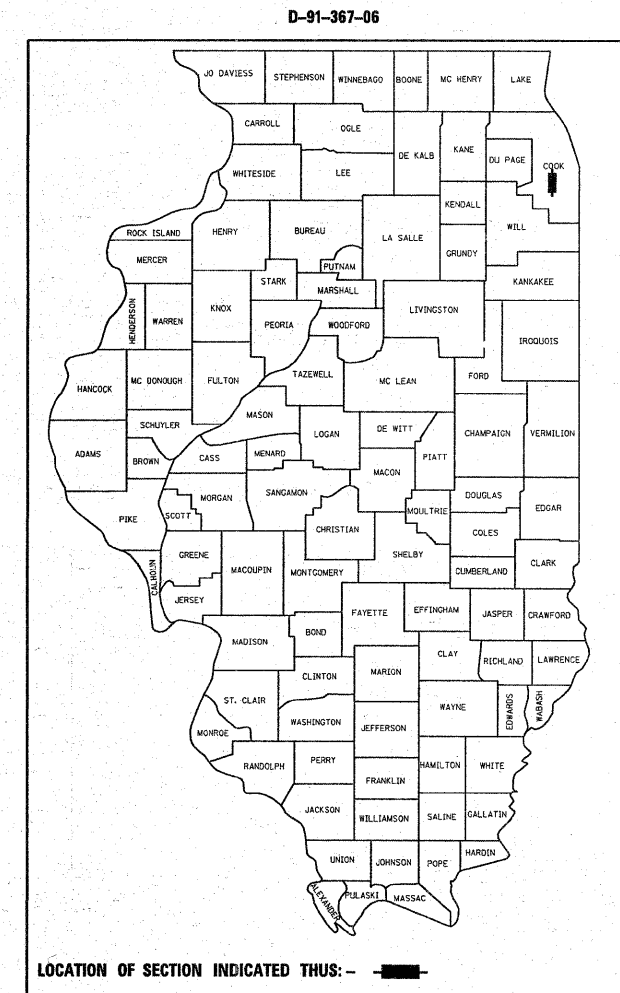 D-91-367-06
JO DAVIESS
STEPHENSON
WINNEBAGO
BOONE
MC HENRY
LAKE
CARROLL
OGLE
DE KALB
KANE
DU PAGE
COOK
WHITESIDE
LEE
KENDALL
ROCK ISLAND
HENRY
BUREAU
LA SALLE
WILL
MERCER
PUTNAM
GRUNDY
STARK
MARSHALL
KANKAKEE
HENDERSON
WARREN
KNOX
PEORIA
WOODFORD
LIVINGSTON
IROQUOIS
HANCOCK
MC DONOUGH
FULTON
TAZEWELL
MC LEAN
FORD
MASON
SCHUYLER
LOGAN
DE WITT
CHAMPAIGN
VERMILION
ADAMS
BROWN
CASS
MENARD
MACON
PIATT
MORGAN
SANGAMON
DOUGLAS
EDGAR
PIKE
SCOTT
CHRISTIAN
MOULTRIE
COLES
GREENE
MACOUPIN
MONTGOMERY
SHELBY
CUMBERLAND
CLARK
CALHOUN
JERSEY
FAYETTE
EFFINGHAM
JASPER
CRAWFORD
MADISON
BOND
CLAY
RICHLAND
LAWRENCE
CLINTON
MARION
ST. CLAIR
WASHINGTON
JEFFERSON
WAYNE
EDWARDS
WABASH
MONROE
RANDOLPH
PERRY
FRANKLIN
HAMILTON
WHITE
JACKSON
WILLIAMSON
SALINE
GALLATIN
UNION
JOHNSON
POPE
HARDIN
ALEXANDER
PULASKI
MASSAC
LOCATION OF SECTION INDICATED THUS: -